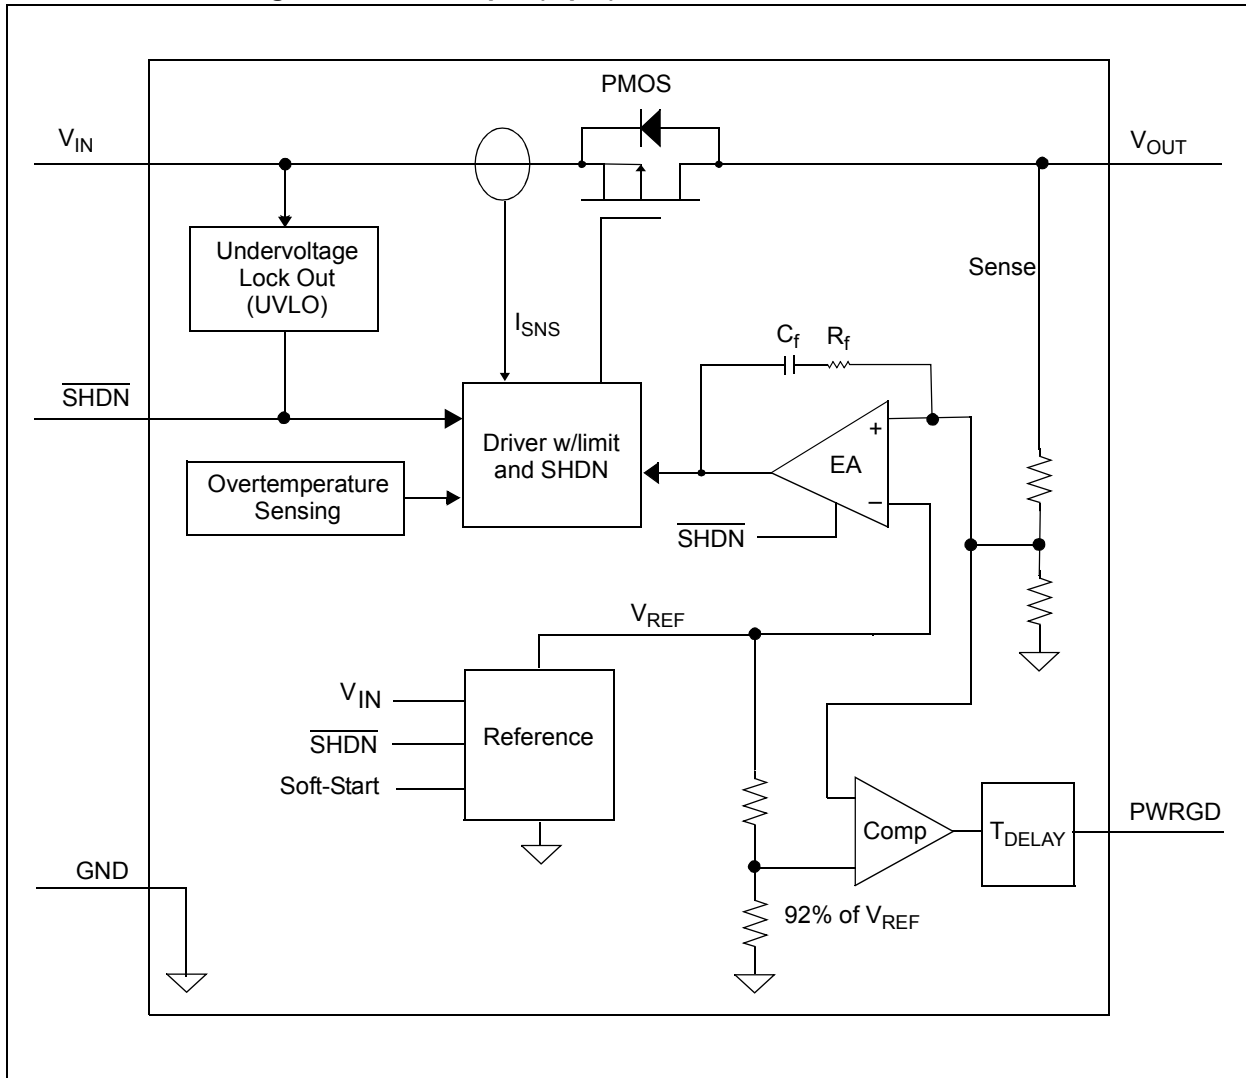 PMOS
V_IN
V_OUT
Undervoltage
Lock Out
(UVLO)
Sense
I_SNS
C_f
R_f
SHDN
Driver w/limit
and SHDN
+
EA
−
Overtemperature
Sensing
SHDN
V_REF
V_IN
SHDN
Soft-Start
Reference
Comp
T_DELAY
PWRGD
GND
92% of V_REF